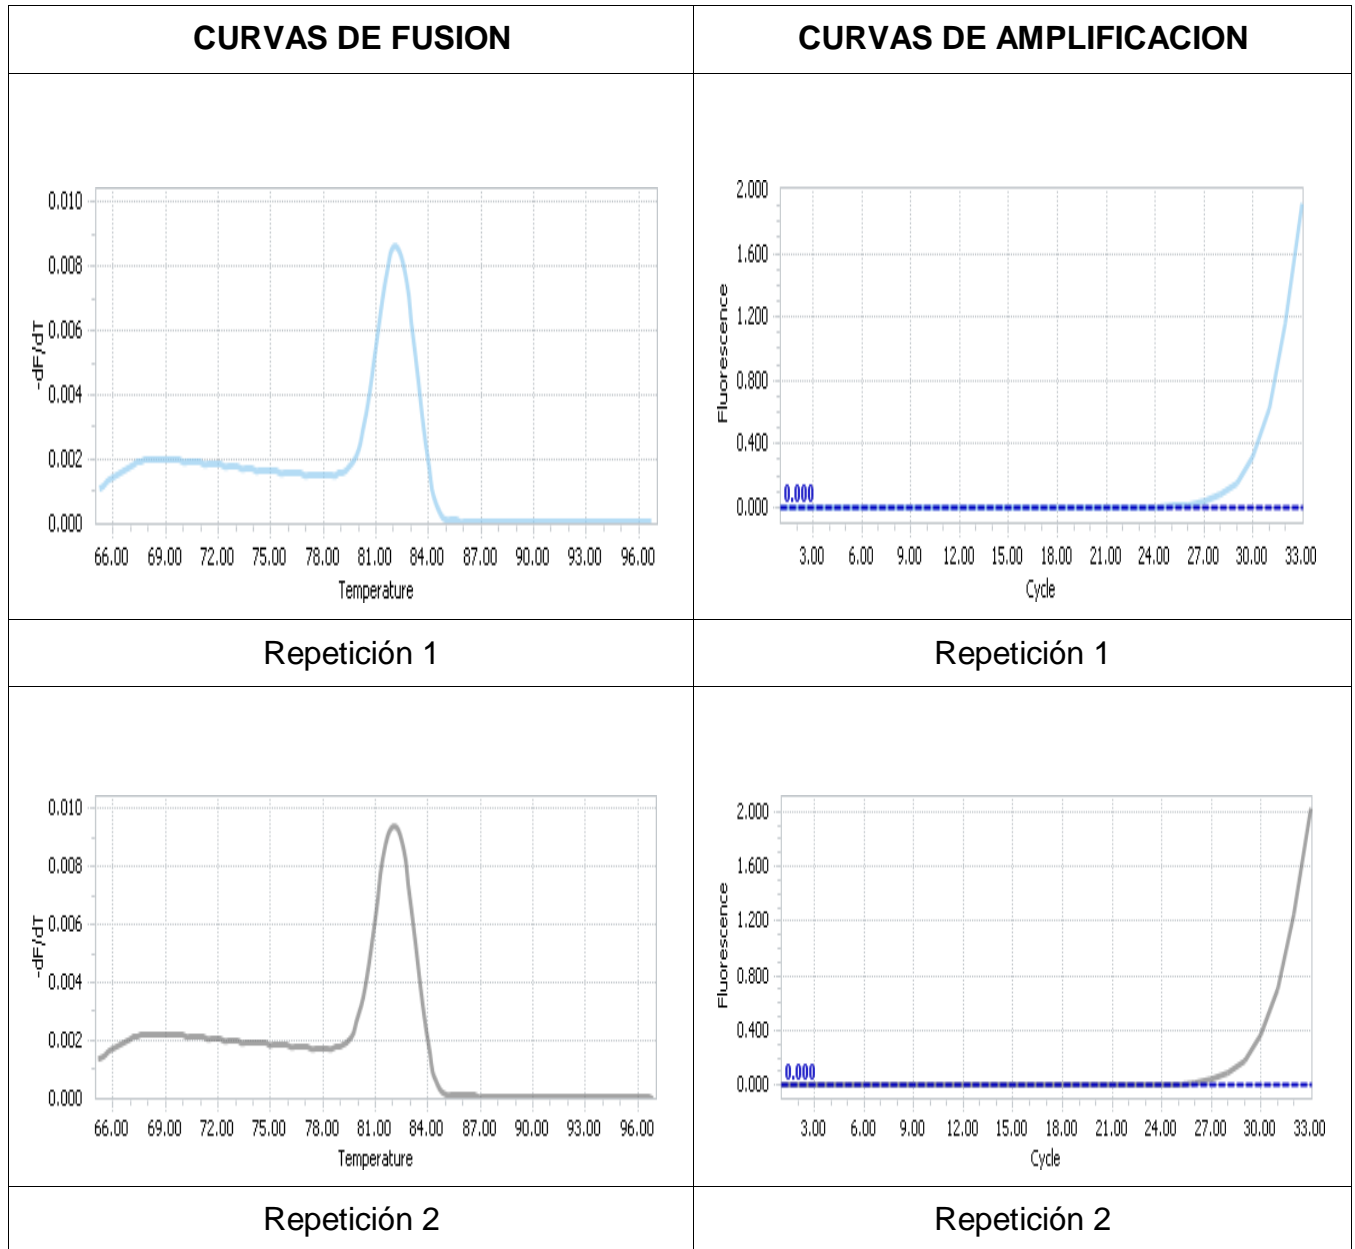 CURVAS DE FUSION
CURVAS DE AMPLIFICACION
0.010
0.008
0.006
0.004
0.002
0.000
-dF/dT
66.00 69.00 72.00 75.00 78.00 81.00 84.00 87.00 90.00 93.00 96.00
Temperature
2.000
1.600
1.200
0.800
0.400
0.000
Fluorescence
0.000
3.00 6.00 9.00 12.00 15.00 18.00 21.00 24.00 27.00 30.00 33.00
Cycle
Repetición 1
Repetición 1
0.010
0.008
0.006
0.004
0.002
0.000
-dF/dT
66.00 69.00 72.00 75.00 78.00 81.00 84.00 87.00 90.00 93.00 96.00
Temperature
2.000
1.600
1.200
0.800
0.400
0.000
Fluorescence
0.000
3.00 6.00 9.00 12.00 15.00 18.00 21.00 24.00 27.00 30.00 33.00
Cycle
Repetición 2
Repetición 2